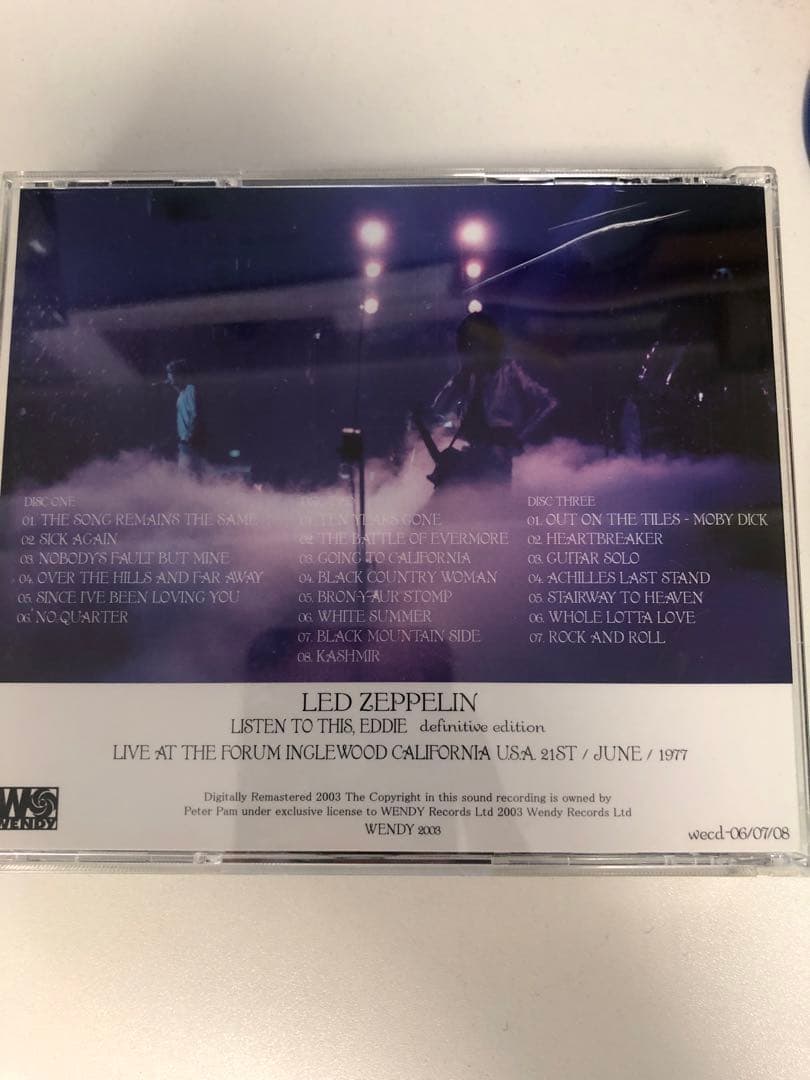 DISC ONE
01. THE SONG REMAINS THE SAME
02. SICK AGAIN
03. NOBODY'S FAULT BUT MINE
04. OVER THE HILLS AND FAR AWAY
05. SINCE I'VE BEEN LOVING YOU
06. NO QUARTER
DISC
TEN YEARS GONE
02. THE BATTLE OF EVERMORE
03. GOING TO CALIFORNIA
04. BLACK COUNTRY WOMAN
05. BRON-Y-AUR STOMP
06. WHITE SUMMER
07. BLACK MOUNTAIN SIDE
08. KASHMIR
DISC THREE
01. OUT ON THE TILES - MOBY DICK
02. HEARTBREAKER
03. GUITAR SOLO
04. ACHILLES LAST STAND
05. STAIRWAY TO HEAVEN
06. WHOLE LOTTA LOVE
07. ROCK AND ROLL
LED ZEPPELIN
LISTEN TO THIS, EDDIE definitive edition
LIVE AT THE FORUM INGLEWOOD CALIFORNIA U.S.A. 21ST / JUNE / 1977
Digitally Remastered 2003 The Copyright in this sound recording is owned by
Peter Pam under exclusive license to WENDY Records Ltd 2003 Wendy Records Ltd
WENDY 2003
WENDY
wecd-06/07/08